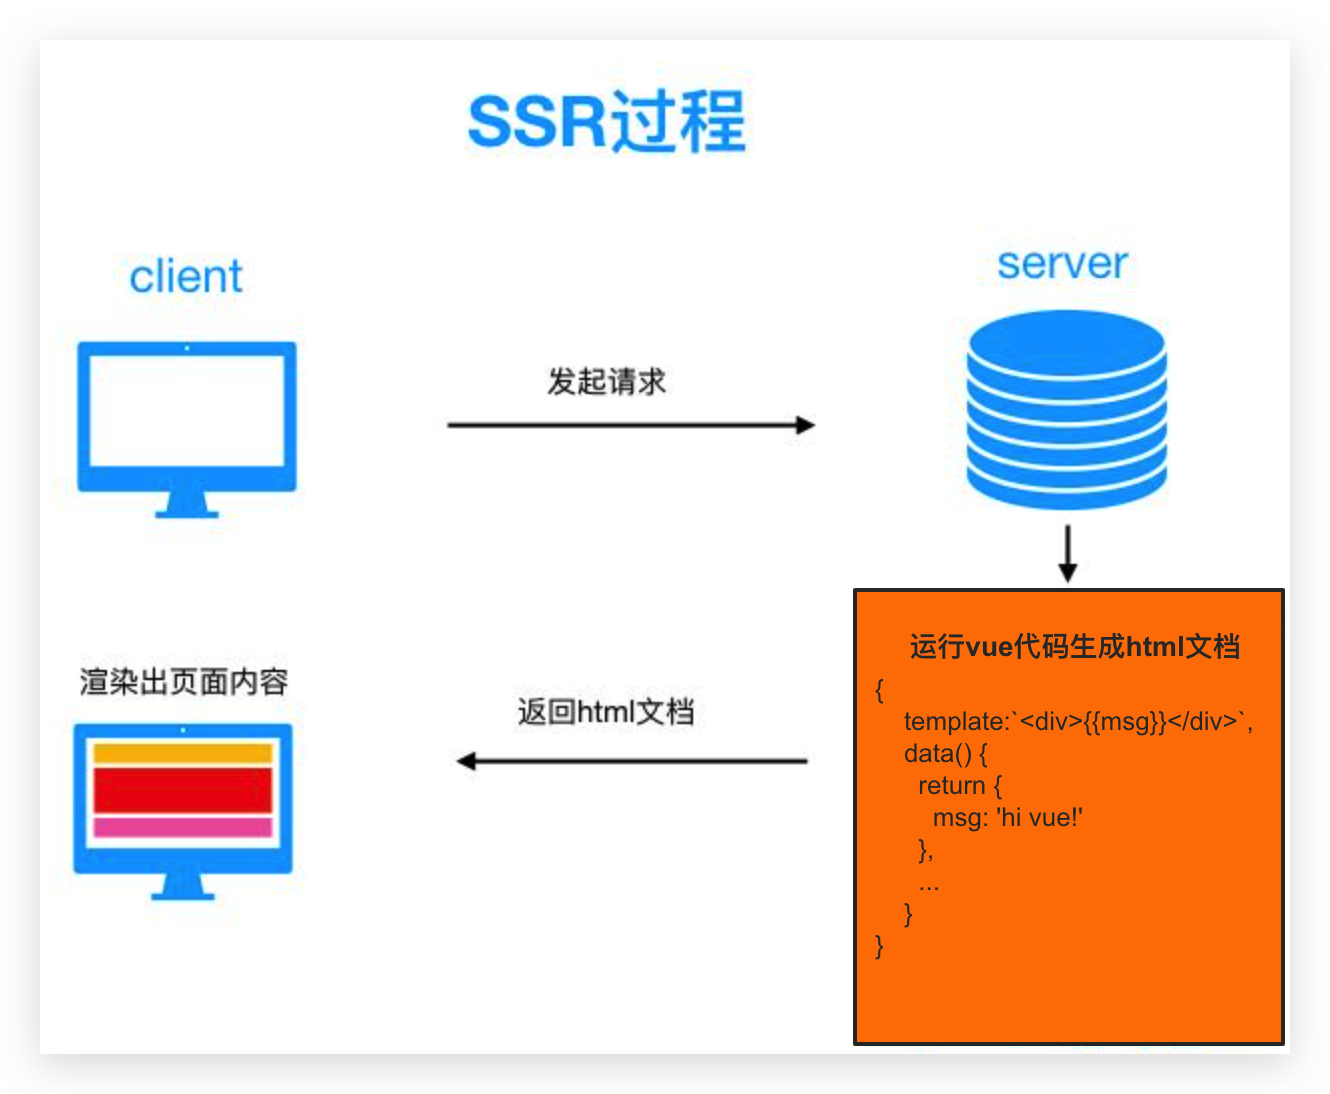 SSR过程
client
server
发起请求
运行vue代码生成html文档
{
template:`<div>{{msg}}</div>`,
data() {
return {
msg: 'hi vue!'
},
...
}
}
返回html文档
渲染出页面内容